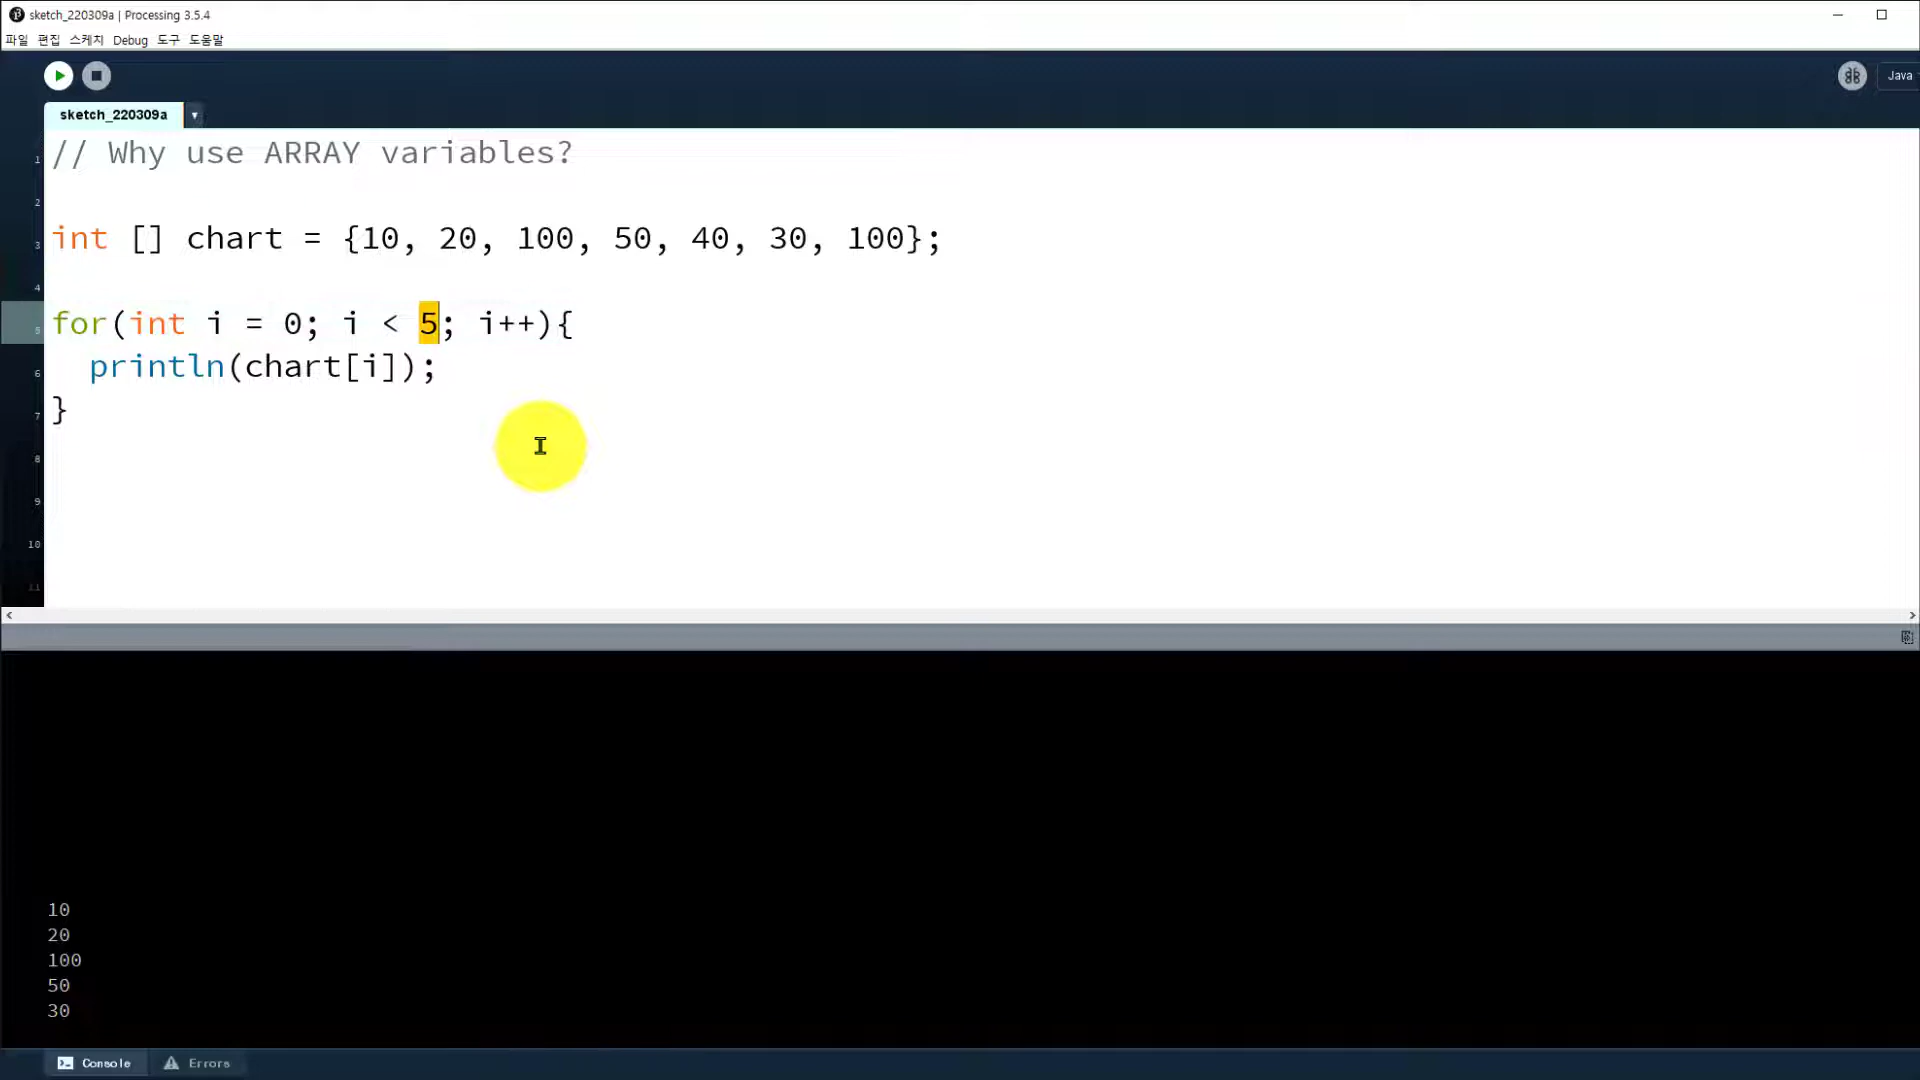 sketch_220309a | Processing 3.5.4
파일 편집 스케치 Debug 도구 도움말
Java
sketch_220309a
1 // Why use ARRAY variables?
2
3 int [] chart = {10, 20, 100, 50, 40, 30, 100};
4
5 for(int i = 0; i < 5; i++){
6 println(chart[i]);
7 }
8
9
10
11
10
20
100
50
30
Console Errors